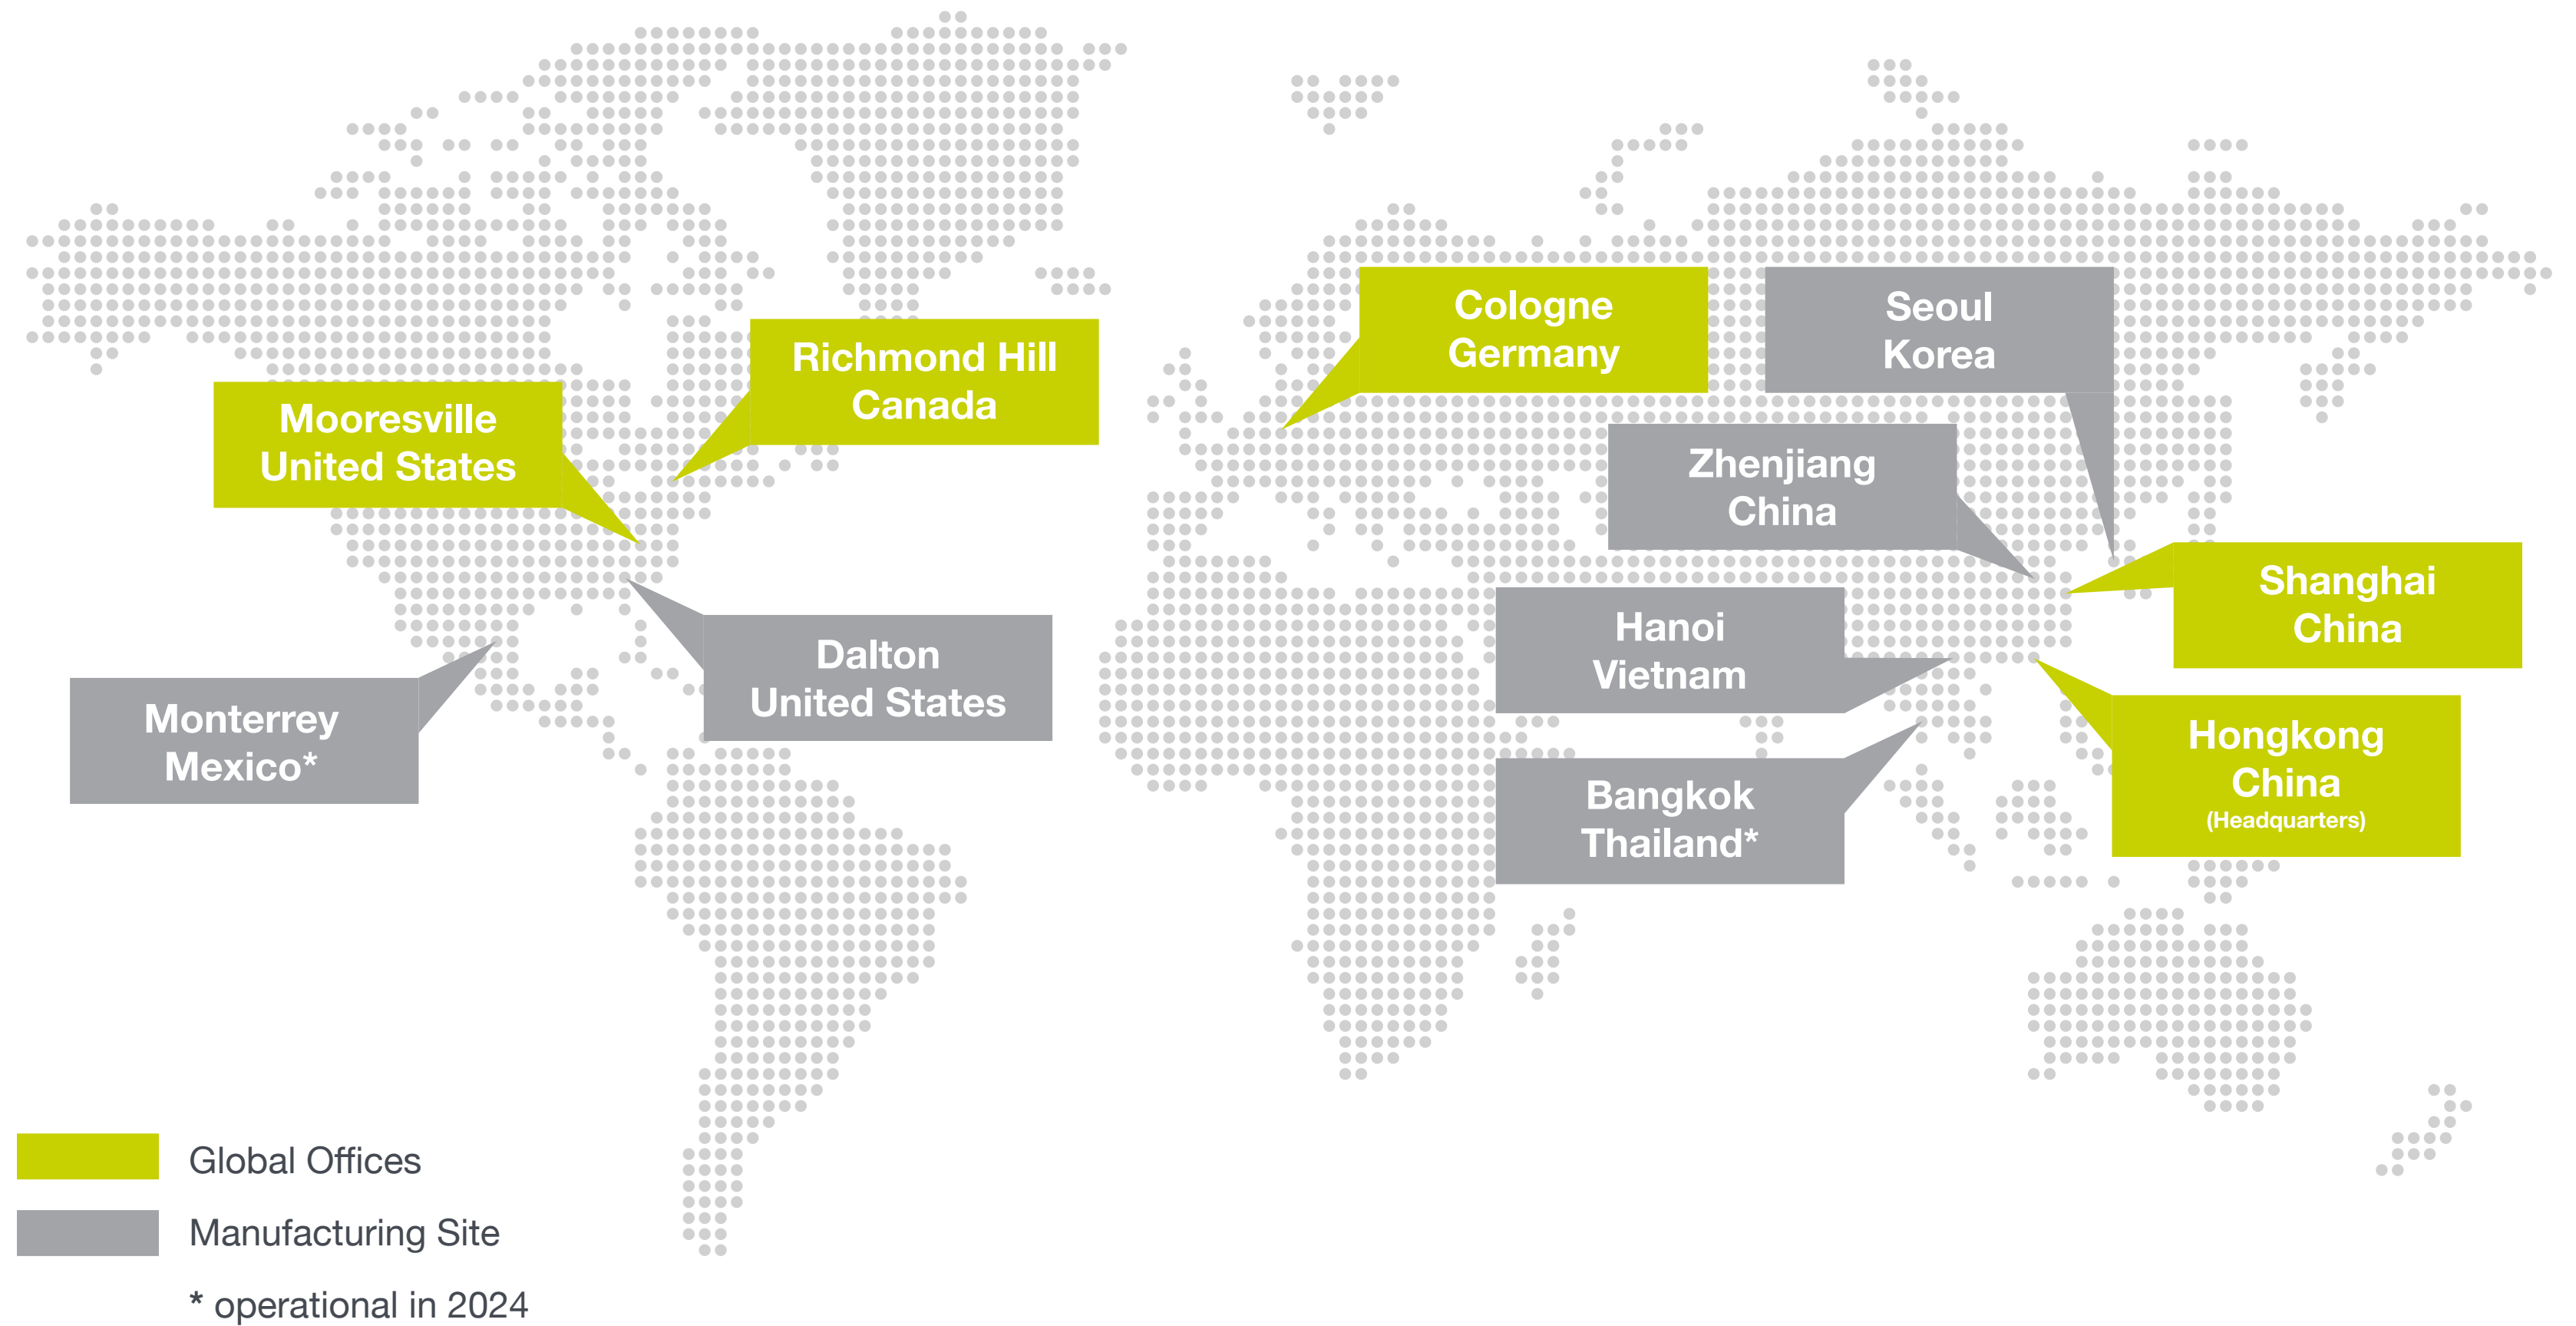 Cologne
Germany
Seoul
Korea
Richmond Hill
Canada
Mooresville
United States
Zhenjiang
China
Shanghai
China
Hanoi
Vietnam
Dalton
United States
Monterrey
Mexico*
Hongkong
China
(Headquarters)
Bangkok
Thailand*
Global Offices
Manufacturing Site
* operational in 2024